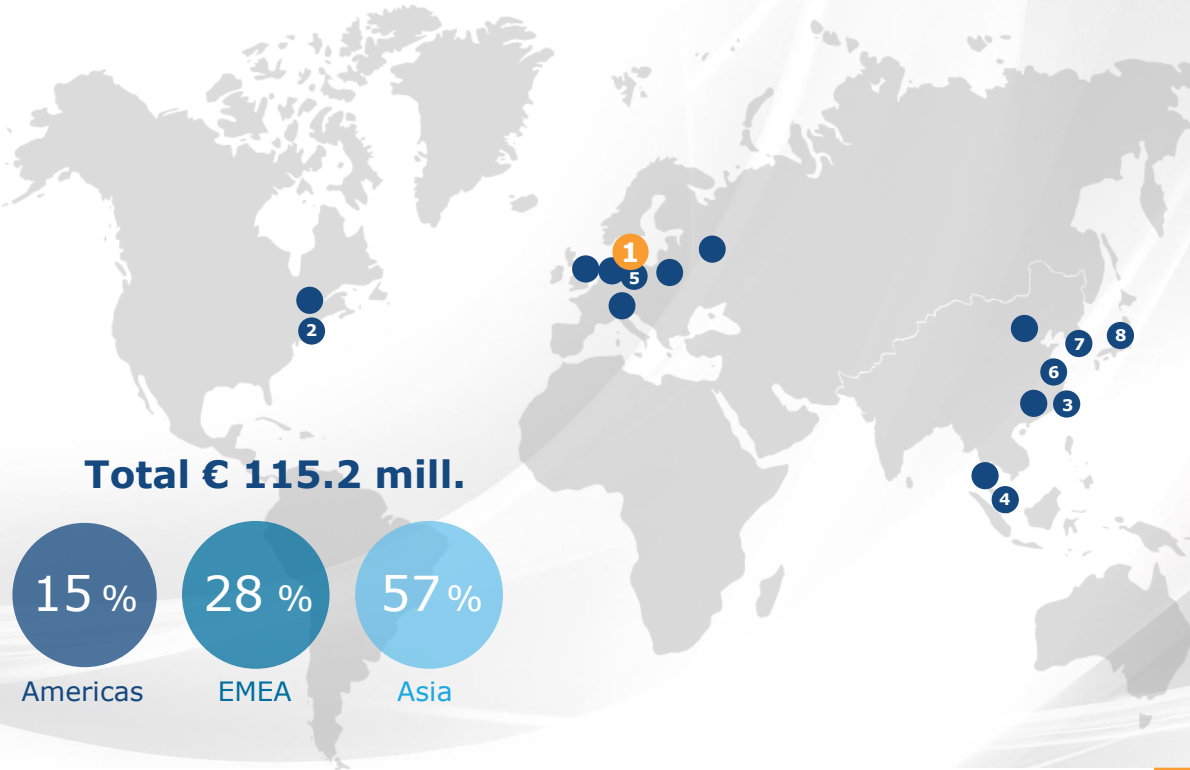 1
5
2
8
7
6
3
4
Total € 115.2 mill.
15 %
28 %
57 %
Americas
EMEA
Asia